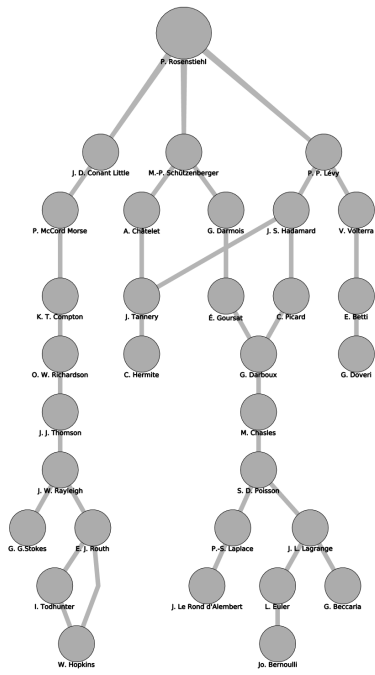 P. Rosenstiehl
J. D. Conant Little
M.-P. Schützenberger
P. P. Lévy
P. McCord Morse
A. Châtelet
G. Darmois
J. S. Hadamard
V. Volterra
K. T. Compton
J. Tannery
É. Goursat
C. Picard
E. Betti
O. W. Richardson
C. Hermite
G. Darboux
G. Doveri
J. J. Thomson
M. Chasles
J. W. Rayleigh
S. D. Poisson
G. G.Stokes
E. J. Routh
P.-S. Laplace
J. L. Lagrange
I. Todhunter
J. Le Rond d'Alembert
L. Euler
G. Beccaria
W. Hopkins
Jo. Bernoulli